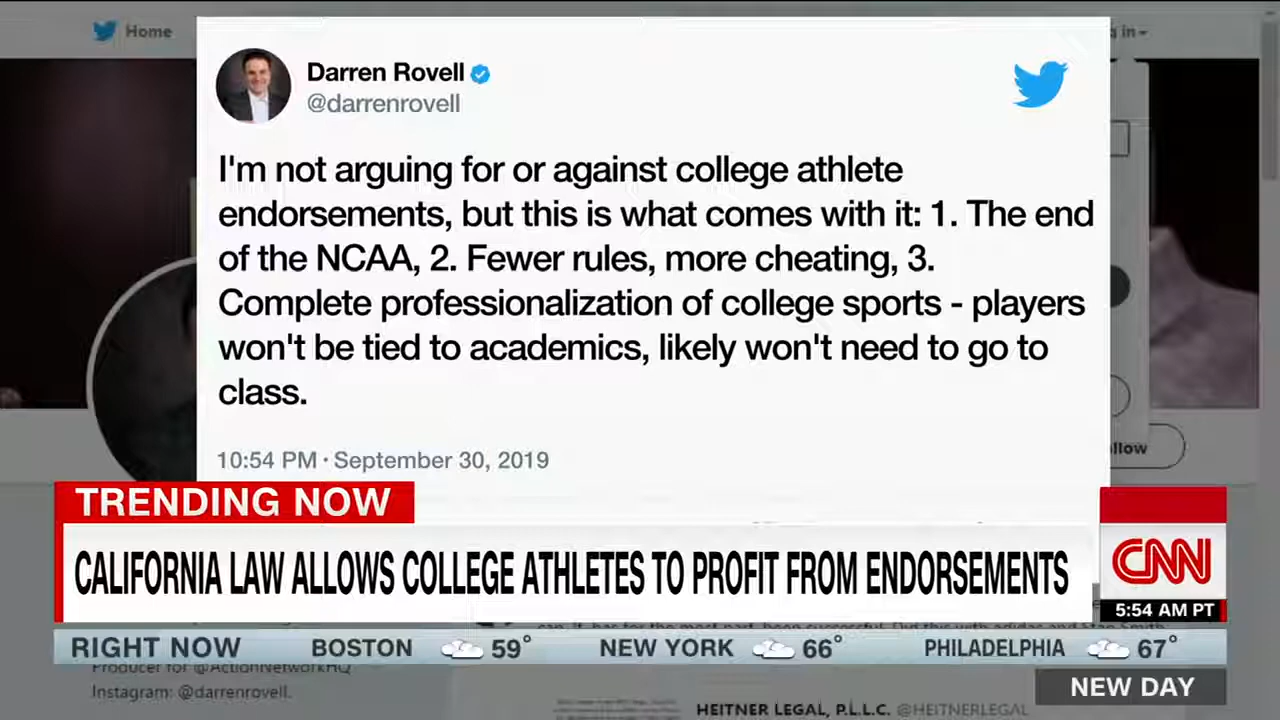 Home
Darren Rovell
@darrenrovell
I'm not arguing for or against college athlete
endorsements, but this is what comes with it: 1. The end
of the NCAA, 2. Fewer rules, more cheating, 3.
Complete professionalization of college sports - players
won't be tied to academics, likely won't need to go to
class.
10:54 PM · September 30, 2019
TRENDING NOW
CALIFORNIA LAW ALLOWS COLLEGE ATHLETES TO PROFIT FROM ENDORSEMENTS
CNN
5:54 AM PT
RIGHT NOW BOSTON 59° NEW YORK 66° PHILADELPHIA 67°
Producer for @ActionNetworkHQ
Instagram: @darrenrovell.
NEW DAY
HEITNER LEGAL, P.L.L.C. @HEITNERLEGAL